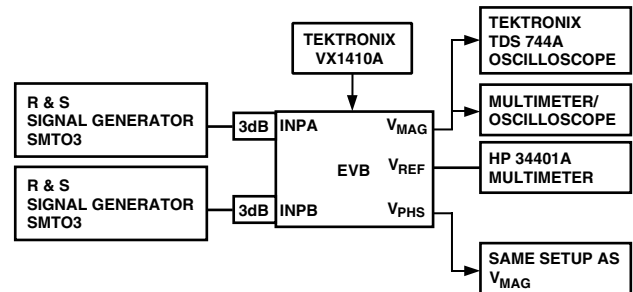 TEKTRONIX
VX1410A
TEKTRONIX
TDS 744A
OSCILLOSCOPE
R & S
SIGNAL GENERATOR
SMTO3
3dB
INPA
VMAG
MULTIMETER/
OSCILLOSCOPE
EVB
VREF
HP 34401A
MULTIMETER
R & S
SIGNAL GENERATOR
SMTO3
3dB
INPB
VPHS
SAME SETUP AS
VMAG